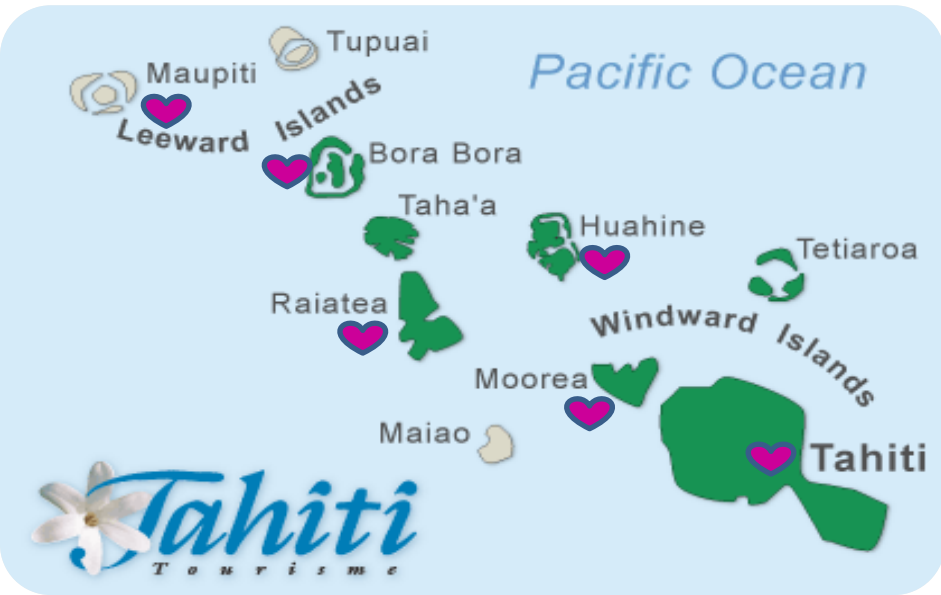 Tupuai
Pacific Ocean
Maupiti
Leeward Islands
Bora Bora
Taha'a
Huahine
Tetiaroa
Raiatea
Windward Islands
Moorea
Maiao
Tahiti
Tahiti
Tourisme